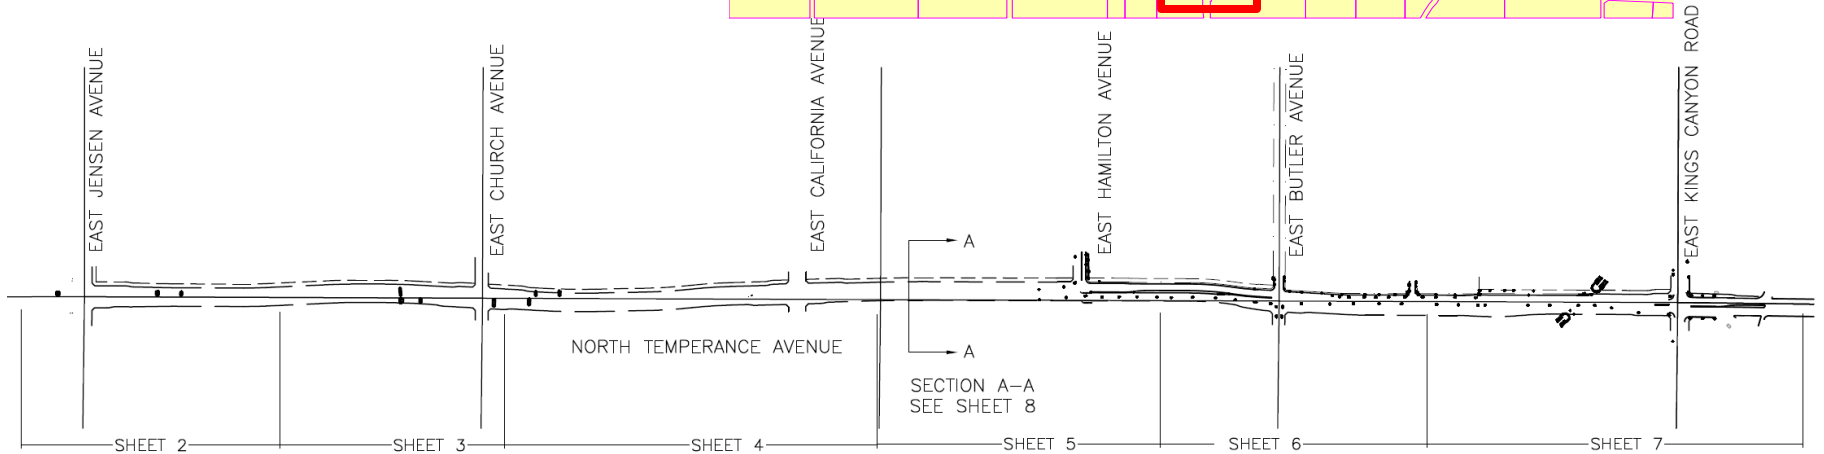 EAST JENSEN AVENUE
EAST CHURCH AVENUE
EAST CALIFORNIA AVENUE
EAST HAMILTON AVENUE
EAST BUTLER AVENUE
EAST KINGS CANYON ROAD
A
NORTH TEMPERANCE AVENUE
A
SECTION A-A
SEE SHEET 8
SHEET 2
SHEET 3
SHEET 4
SHEET 5
SHEET 6
SHEET 7